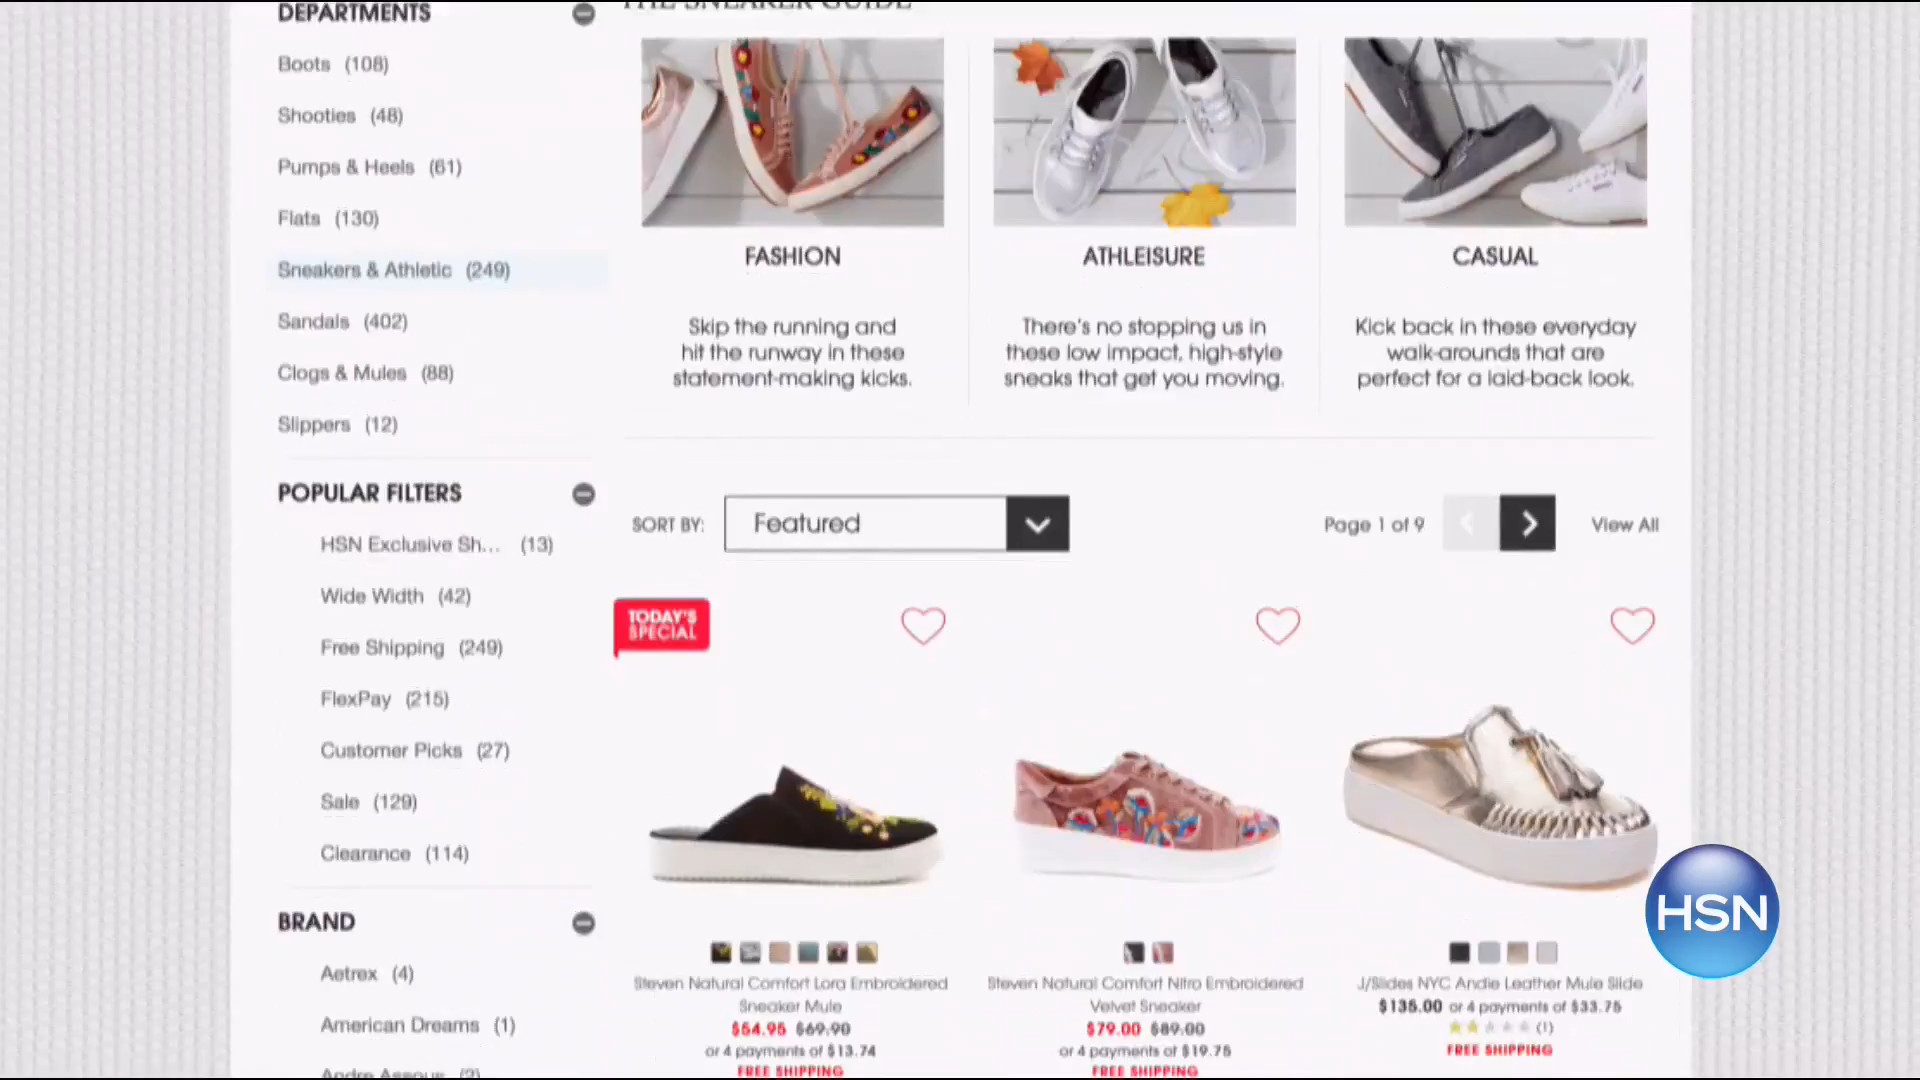 DEPARTMENTS
Boots (108)
Shooties (48)
Pumps & Heels (61)
Flats (130)
Sneakers & Athletic (249)
Sandals (402)
Clogs & Mules (88)
Slippers (12)
POPULAR FILTERS
HSN Exclusive Sh... (13)
Wide Width (42)
Free Shipping (249)
FlexPay (215)
Customer Picks (27)
Sale (129)
Clearance (114)
BRAND
Aetrex (4)
American Dreams (1)
Andre Assous (2)
THE SNEAKER GUIDE
FASHION
Skip the running and
hit the runway in these
statement-making kicks.
ATHLEISURE
There's no stopping us in
these low impact, high-style
sneaks that get you moving.
CASUAL
Kick back in these everyday
walk-arounds that are
perfect for a laid-back look.
SORT BY: Featured
Page 1 of 9
View All
TODAY'S
SPECIAL
Steven Natural Comfort Lora Embroidered
Sneaker Mule
$54.95 $69.90
or 4 payments of $13.74
FREE SHIPPING
Steven Natural Comfort Nitro Embroidered
Velvet Sneaker
$79.00 $89.00
or 4 payments of $19.75
FREE SHIPPING
J/Slides NYC Andie Leather Mule Slide
$135.00 or 4 payments of $33.75
(1)
FREE SHIPPING
HSN